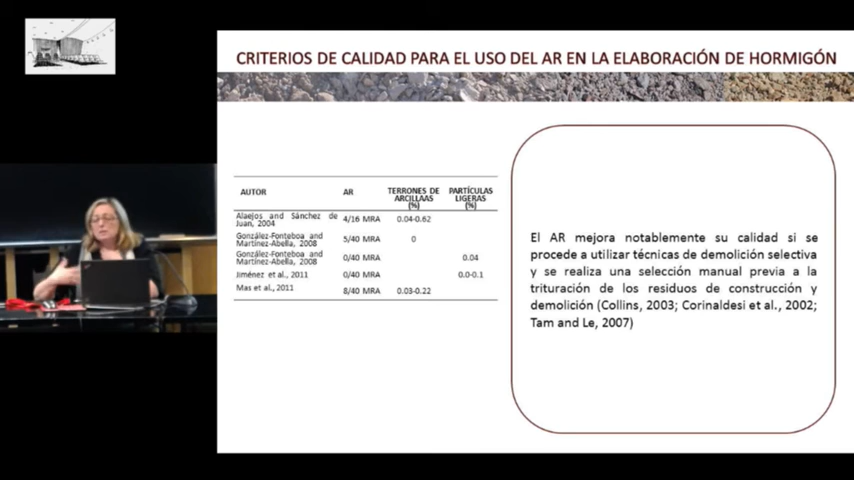 CRITERIOS DE CALIDAD PARA EL USO DEL AR EN LA ELABORACIÓN DE HORMIGÓN
AUTOR AR TERRONES DE ARCILLAAS (%) PARTÍCULAS LIGERAS (%)
Alaejos and Sánchez de Juan, 2004 4/16 MRA 0.04-0.62
González-Fonteboa and Martínez-Abella, 2008 5/40 MRA 0
González-Fonteboa and Martínez-Abella, 2008 0/40 MRA 0.04
Jiménez et al., 2011 0/40 MRA 0.0-0.1
Mas et al., 2011 8/40 MRA 0.03-0.22
El AR mejora notablemente su calidad si se
procede a utilizar técnicas de demolición selectiva
y se realiza una selección manual previa a la
trituración de los residuos de construcción y
demolición (Collins, 2003; Corinaldesi et al., 2002;
Tam and Le, 2007)